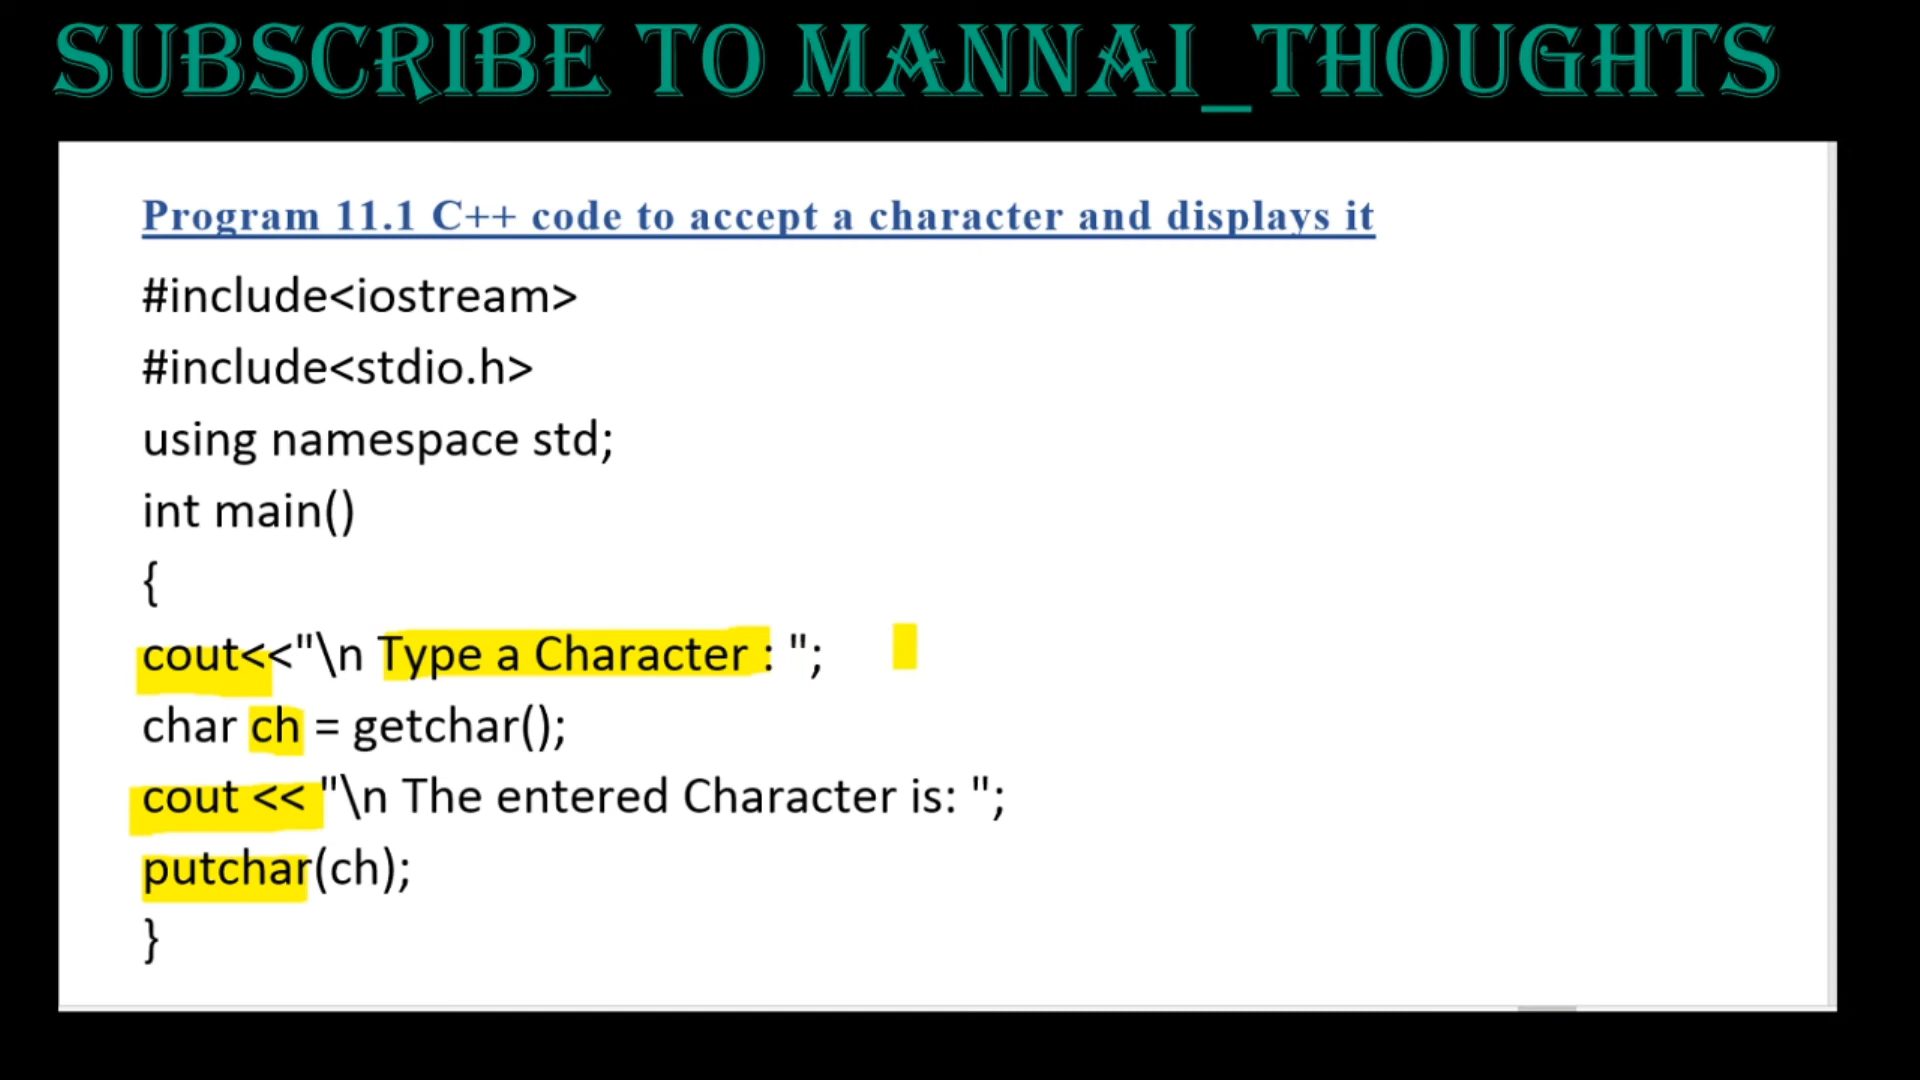 SUBSCRIBE TO MANNAI_THOUGHTS
Program 11.1 C++ code to accept a character and displays it
#include<iostream>
#include<stdio.h>
using namespace std;
int main()
{
cout<<"\n Type a Character : ";
char ch = getchar();
cout << "\n The entered Character is: ";
putchar(ch);
}